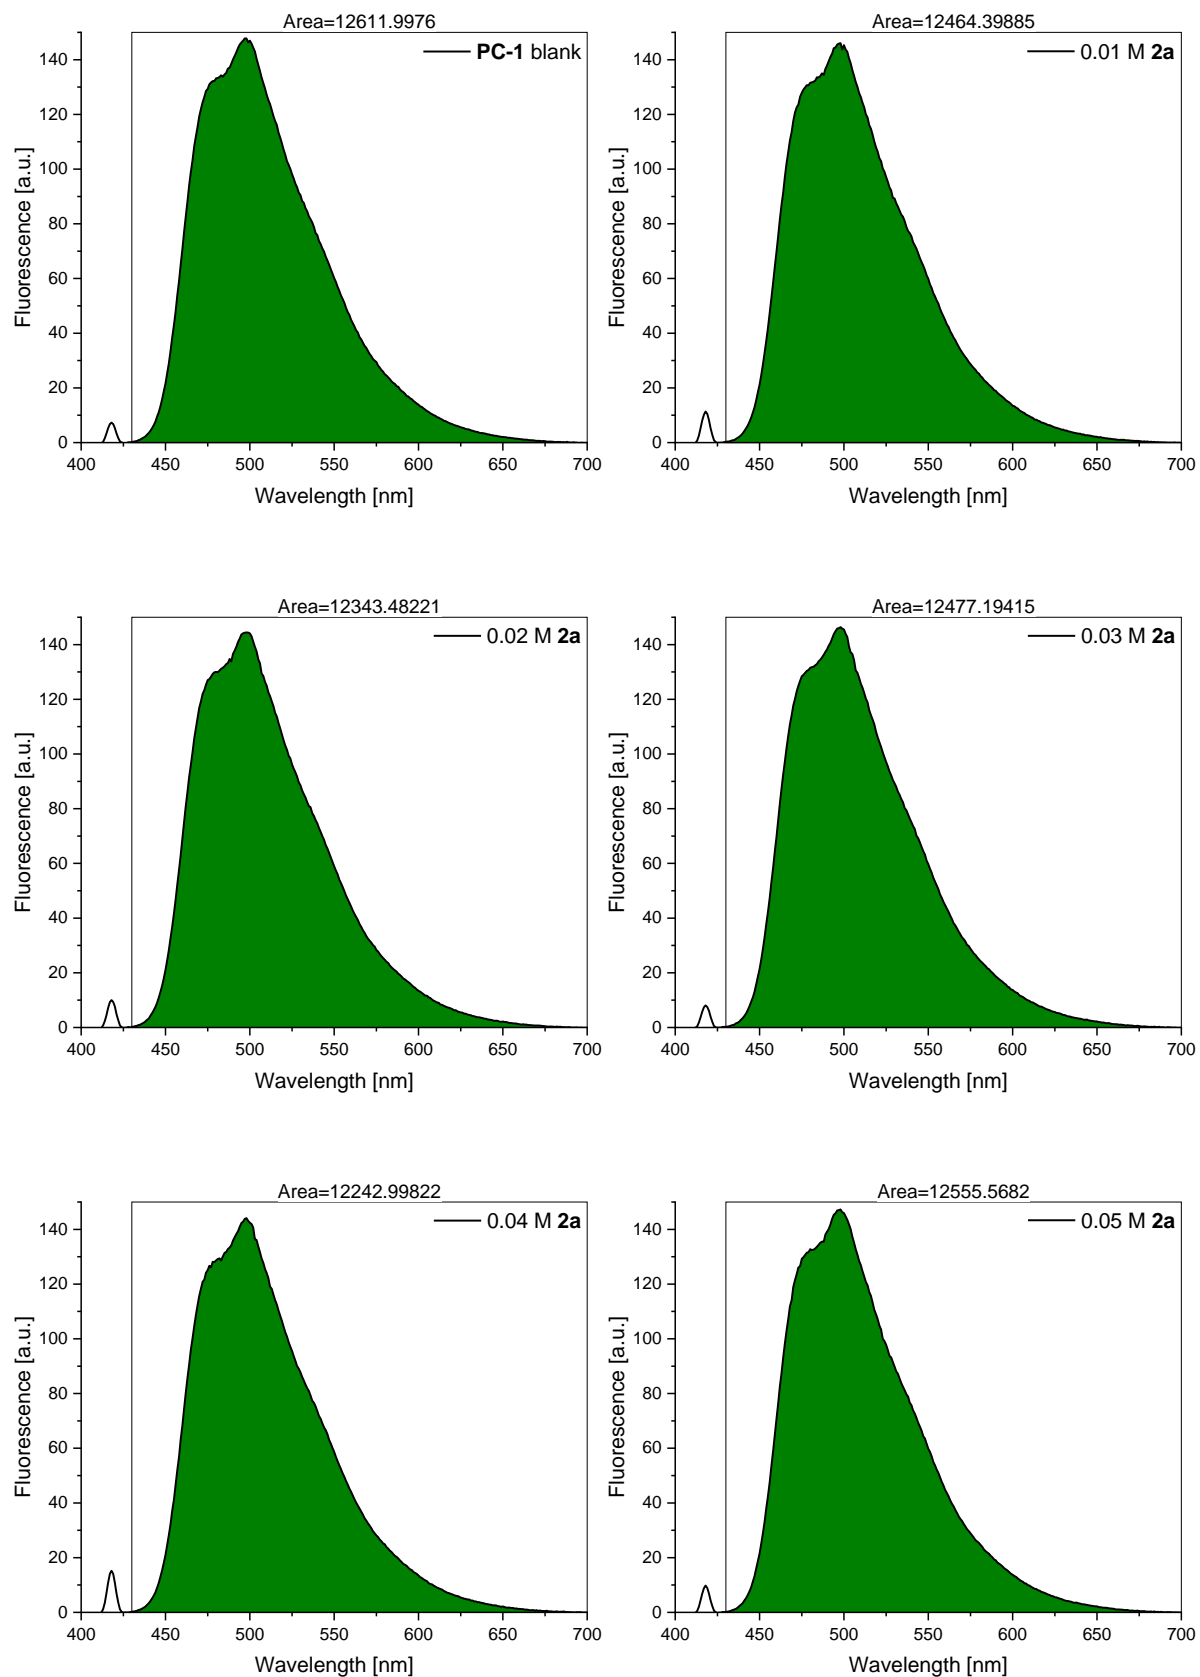 Area=12611.9976
PC-1 blank
Fluorescence [a.u.]
140
120
100
80
60
40
20
0
400 450 500 550 600 650 700
Wavelength [nm]
Area=12464.39885
0.01 M 2a
Fluorescence [a.u.]
140
120
100
80
60
40
20
0
400 450 500 550 600 650 700
Wavelength [nm]
Area=12343.48221
0.02 M 2a
Fluorescence [a.u.]
140
120
100
80
60
40
20
0
400 450 500 550 600 650 700
Wavelength [nm]
Area=12477.19415
0.03 M 2a
Fluorescence [a.u.]
140
120
100
80
60
40
20
0
400 450 500 550 600 650 700
Wavelength [nm]
Area=12242.99822
0.04 M 2a
Fluorescence [a.u.]
140
120
100
80
60
40
20
0
400 450 500 550 600 650 700
Wavelength [nm]
Area=12555.5682
0.05 M 2a
Fluorescence [a.u.]
140
120
100
80
60
40
20
0
400 450 500 550 600 650 700
Wavelength [nm]